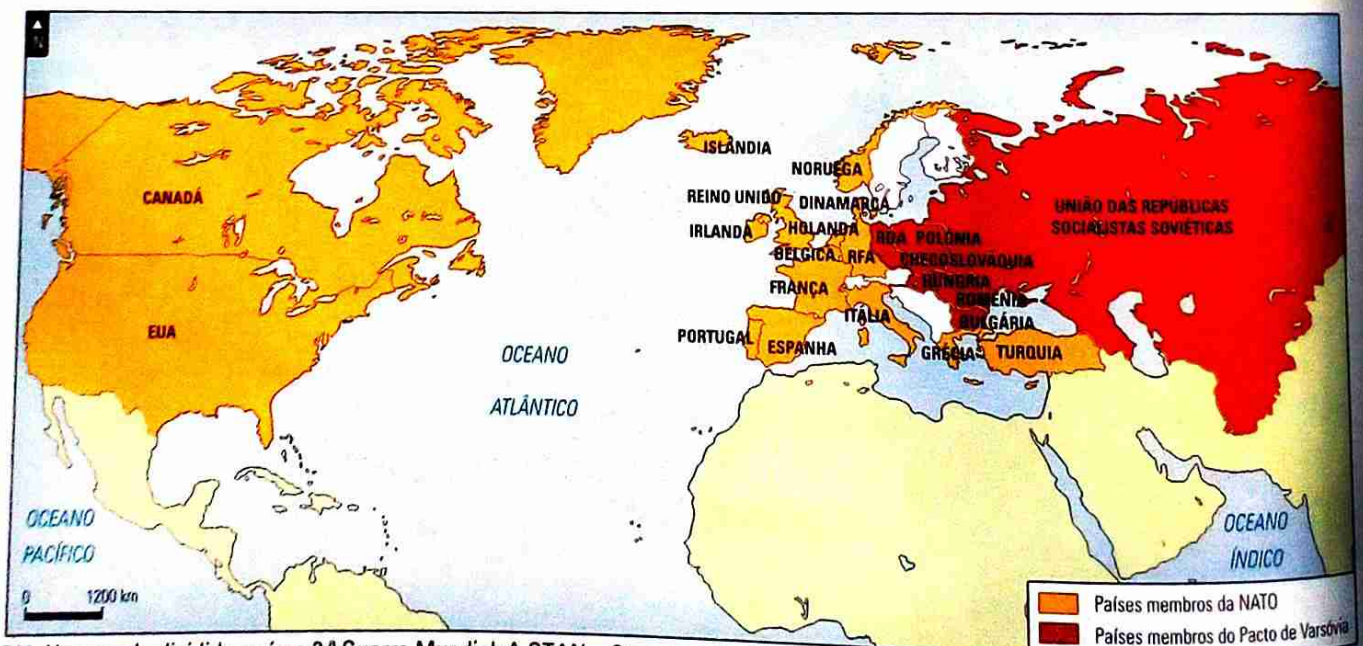 N
ISLÂNDIA
NORUEGA
CANADÁ
REINO UNIDO
DINAMARCA
UNIÃO DAS REPÚBLICAS
SOCIALISTAS SOVIÉTICAS
IRLANDA
HOLANDA
RDA
POLÓNIA
BÉLGICA
RFA
CHECOSLOVÁQUIA
HUNGRIA
FRANÇA
ROMÉNIA
EUA
ITÁLIA
BULGÁRIA
PORTUGAL
ESPANHA
GRÉCIA
TURQUIA
OCEANO
ATLÂNTICO
OCEANO
PACÍFICO
OCEANO
ÍNDICO
0 1200 km
Países membros da NATO
Países membros do Pacto de Varsóvia